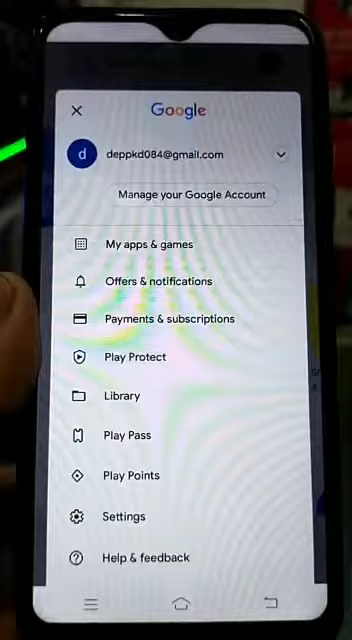 Google
d
deppkd084@gmail.com
Manage your Google Account
My apps & games
Offers & notifications
Payments & subscriptions
Play Protect
Library
Play Pass
Play Points
Settings
Help & feedback